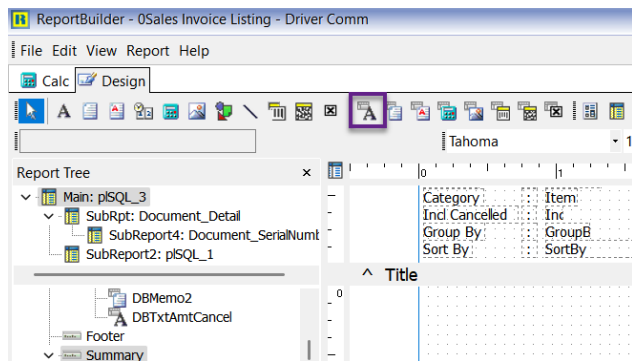 ReportBuilder - 0Sales Invoice Listing - Driver Comm
File Edit View Report Help
Calc Design
Tahoma
Report Tree
Main: plSQL_3
SubRpt: Document_Detail
SubReport4: Document_SerialNumb
SubReport2: plSQL_1
DBMemo2
DBTxtAmtCancel
Footer
Summary
0 1
Category : Item
Incl Cancelled : Inc
Group By : GroupB
Sort By : SortBy
^ Title
0